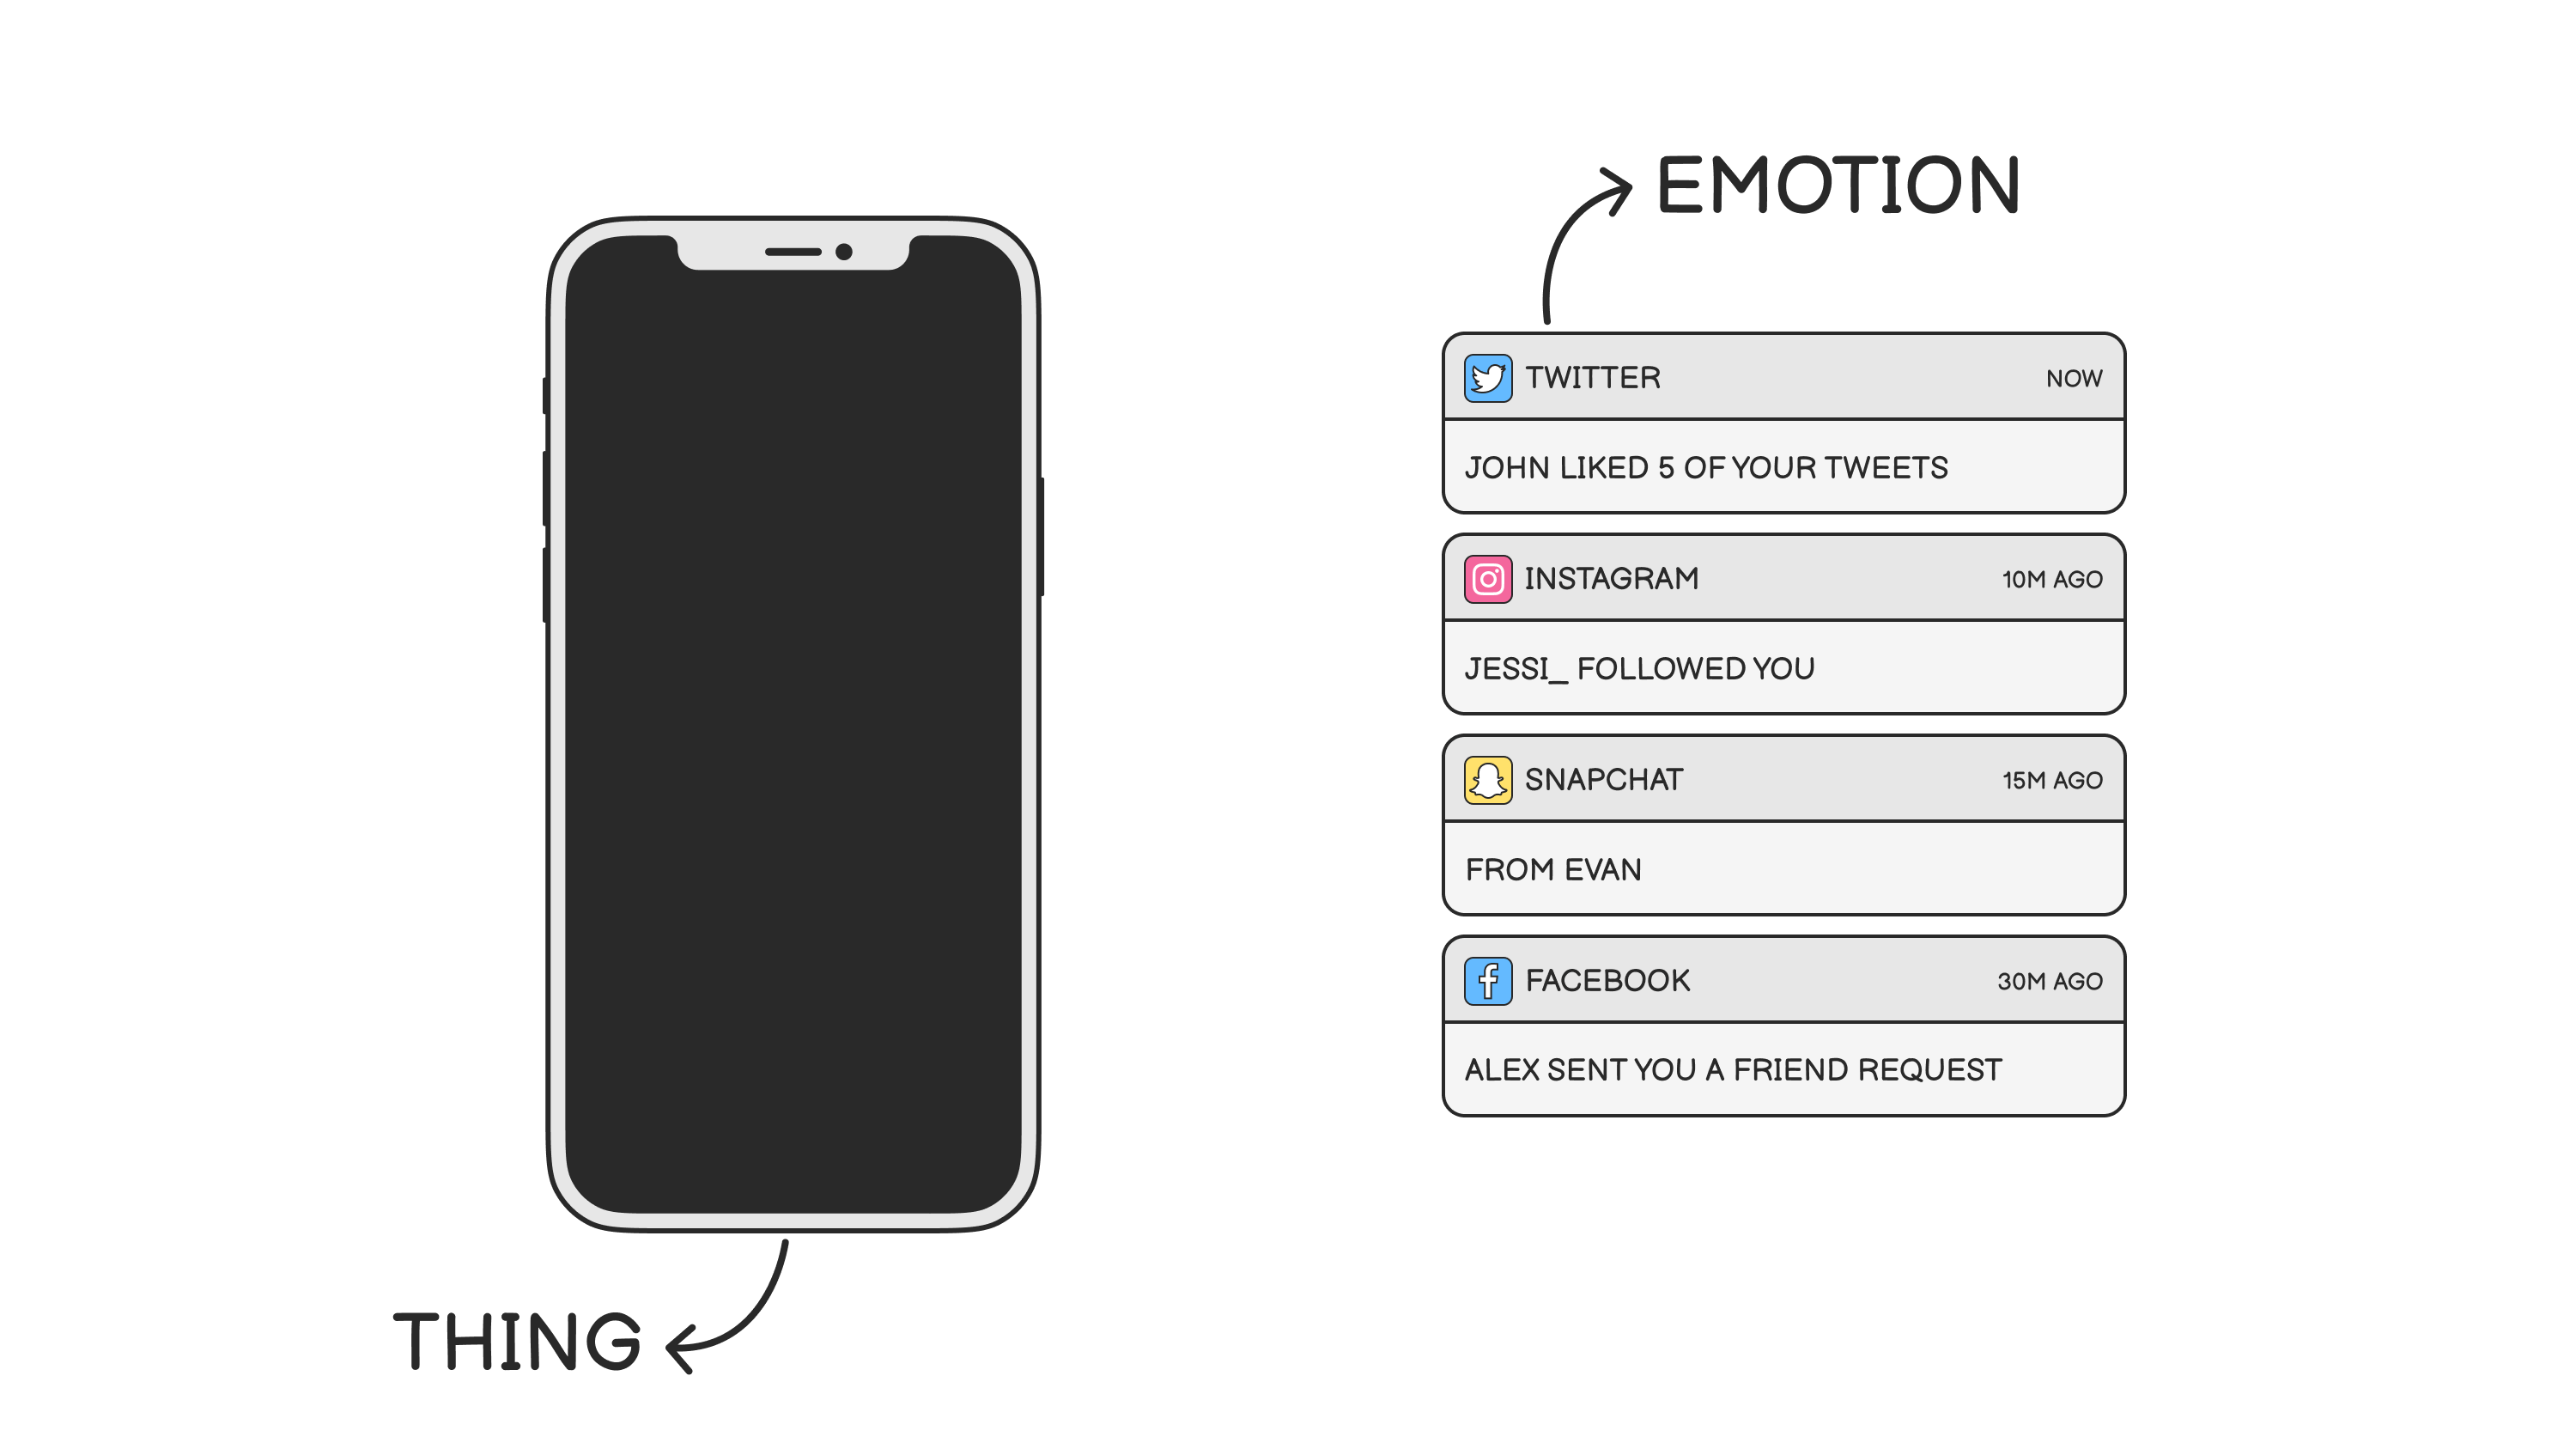 EMOTION
TWITTER NOW
JOHN LIKED 5 OF YOUR TWEETS
INSTAGRAM 10M AGO
JESSI_ FOLLOWED YOU
SNAPCHAT 15M AGO
FROM EVAN
FACEBOOK 30M AGO
ALEX SENT YOU A FRIEND REQUEST
THING